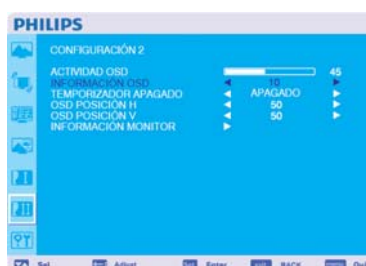 PHILIPS
CONFIGURACIÓN 2
ACTIVIDAD OSD 45
INFORMACIÓN OSD 10
TEMPORIZADOR APAGADO APAGADO
OSD POSICIÓN H 50
OSD POSICIÓN V 50
INFORMACIÓN MONITOR
Sel Adjust Enter BACK